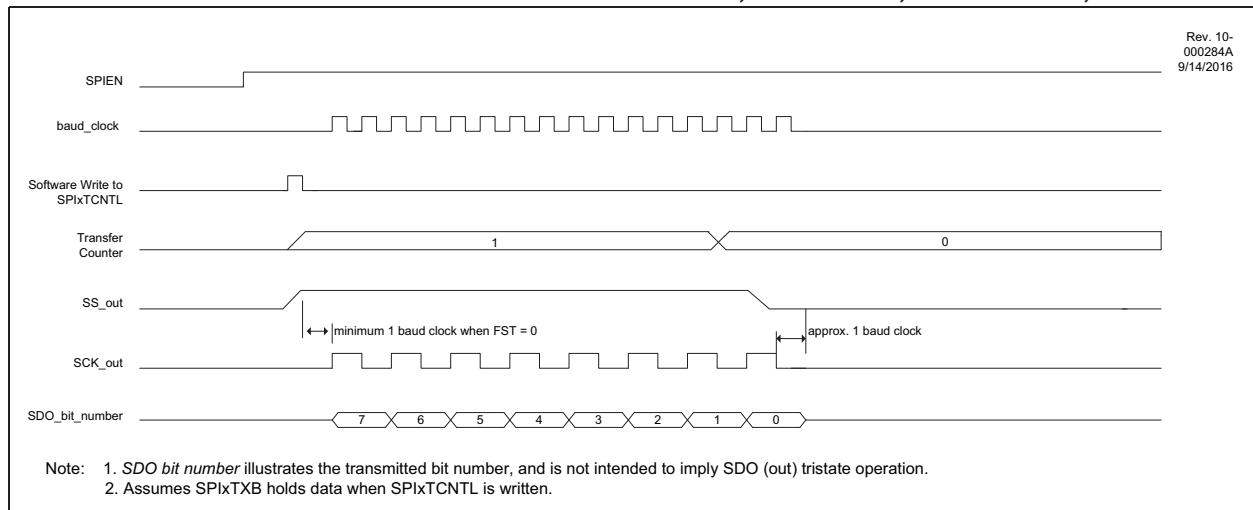 Rev. 10-
000284A
9/14/2016
SPIEN
baud_clock
Software Write to
SPIxTCNTL
Transfer
Counter
1
0
SS_out
minimum 1 baud clock when FST = 0
approx. 1 baud clock
SCK_out
SDO_bit_number
7 6 5 4 3 2 1 0
Note: 1. SDO bit number illustrates the transmitted bit number, and is not intended to imply SDO (out) tristate operation.
2. Assumes SPIxTXB holds data when SPIxTCNTL is written.